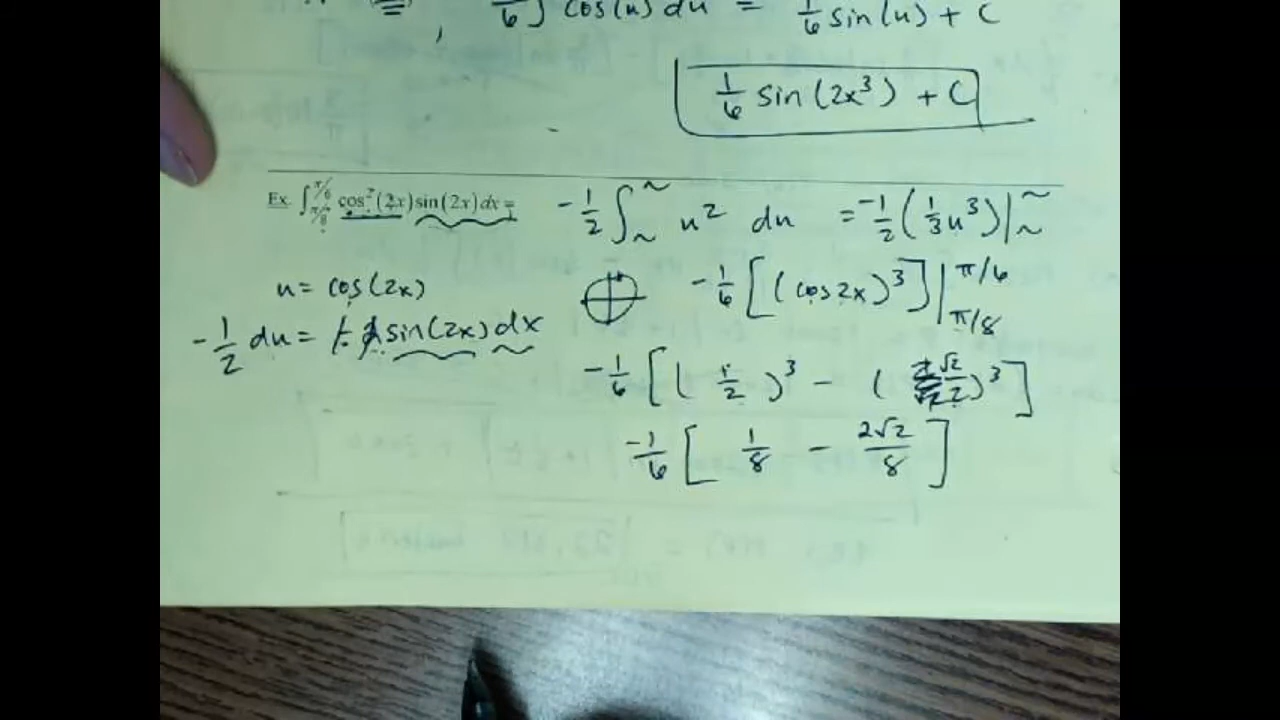 1/6 ∫ cos(u) du = 1/6 sin(u) + C
1/6 sin(2x³) + C
Ex. ∫_{π/8}^{π/6} cos²(2x) sin(2x) dx = -1/2 ∫_~^~ u² du = -1/2 (1/3 u³)|_~^~
u = cos(2x)
-1/6 [(cos 2x)³]|_{π/8}^{π/6}
-1/2 du = sin(2x) dx
-1/6 [(1/2)³ - (√2/2)³]
-1/6 [1/8 - 2√2/8]